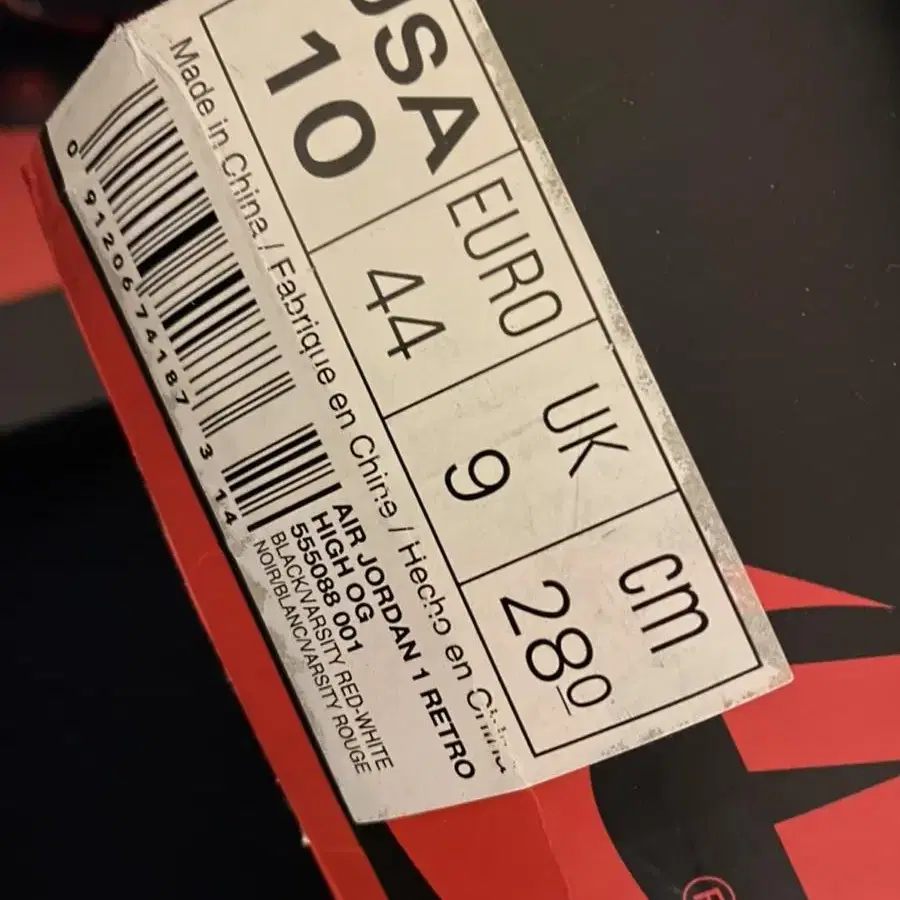 USA EURO UK cm
10 44 9 28.0
Made in China / Fabrique en Chine / Hecho en China
0 91206 74187 3 14
AIR JORDAN 1 RETRO
HIGH OG
555088 001
BLACK/VARSITY RED-WHITE
NOIR/BLANC/VARSITY ROUGE
®